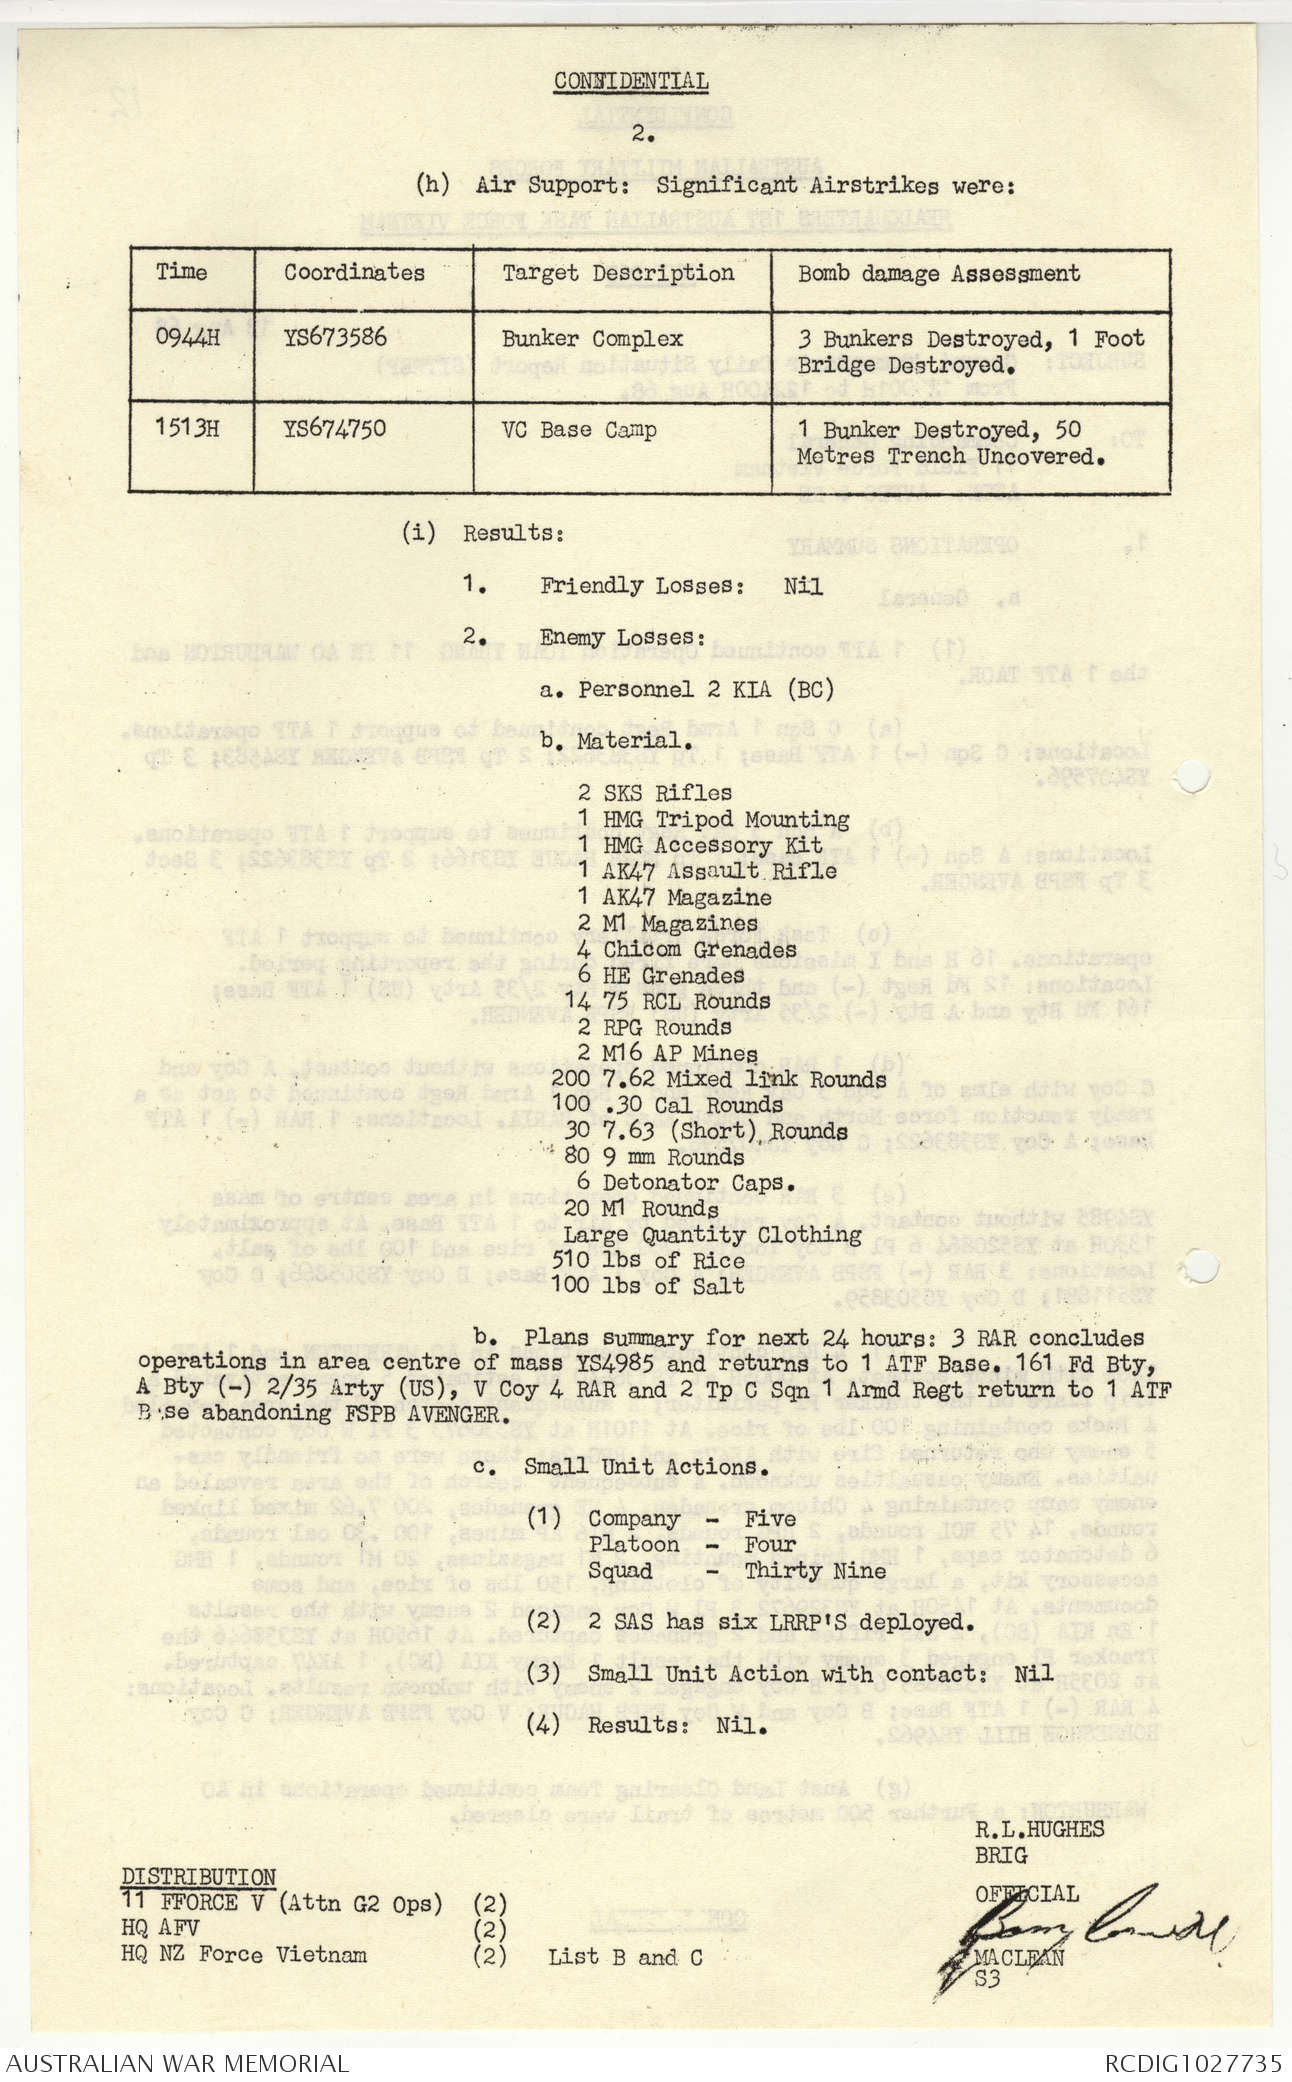 CONFIDENTIAL
2.
(h) Air Support: Significant Airstrikes were:
Time Coordinates Target Description Bomb damage Assessment
0944H YS673586 Bunker Complex 3 Bunkers Destroyed, 1 Foot
Bridge Destroyed.
1513H YS674750 VC Base Camp 1 Bunker Destroyed, 50
Metres Trench Uncovered.
(i) Results:
1. Friendly Losses: Nil
2. Enemy Losses:
a. Personnel 2 KIA (BC)
b. Material.
2 SKS Rifles
1 HMG Tripod Mounting
1 HMG Accessory Kit
1 AK47 Assault Rifle
1 AK47 Magazine
2 M1 Magazines
4 Chicom Grenades
6 HE Grenades
14 75 RCL Rounds
2 RPG Rounds
2 M16 AP Mines
200 7.62 Mixed link Rounds
100 .30 Cal Rounds
30 7.63 (Short) Rounds
80 9 mm Rounds
6 Detonator Caps.
20 M1 Rounds
Large Quantity Clothing
510 lbs of Rice
100 lbs of Salt
b. Plans summary for next 24 hours: 3 RAR concludes
operations in area centre of mass YS4985 and returns to 1 ATF Base. 161 Fd Bty,
A Bty (-) 2/35 Arty (US), V Coy 4 RAR and 2 Tp C Sqn 1 Armd Regt return to 1 ATF
Base abandoning FSPB AVENGER.
c. Small Unit Actions.
(1) Company - Five
Platoon - Four
Squad - Thirty Nine
(2) 2 SAS has six LRRP'S deployed.
(3) Small Unit Action with contact: Nil
(4) Results: Nil.
R.L.HUGHES
BRIG
DISTRIBUTION
11 FFORCE V (Attn G2 Ops) (2)
HQ AFV (2)
HQ NZ Force Vietnam (2) List B and C
OFFICIAL
MACLEAN
S3
AUSTRALIAN WAR MEMORIAL RCDIG1027735